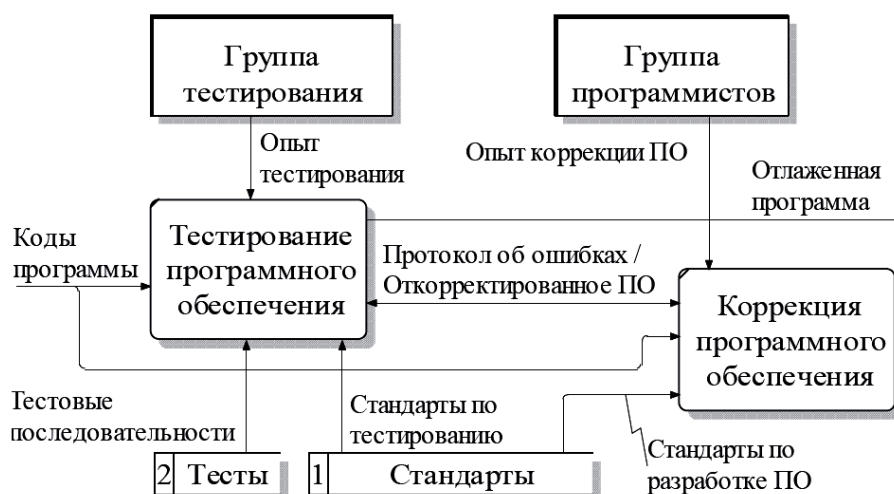 Группа
тестирования
Группа
программистов
Опыт
тестирования
Опыт коррекции ПО
Отлаженная
программа
Коды
программы
Тестирование
программного
обеспечения
Протокол об ошибках /
Откорректированное ПО
Коррекция
программного
обеспечения
Тестовые
последовательности
Стандарты по
тестированию
Стандарты по
разработке ПО
2 Тесты
1 Стандарты